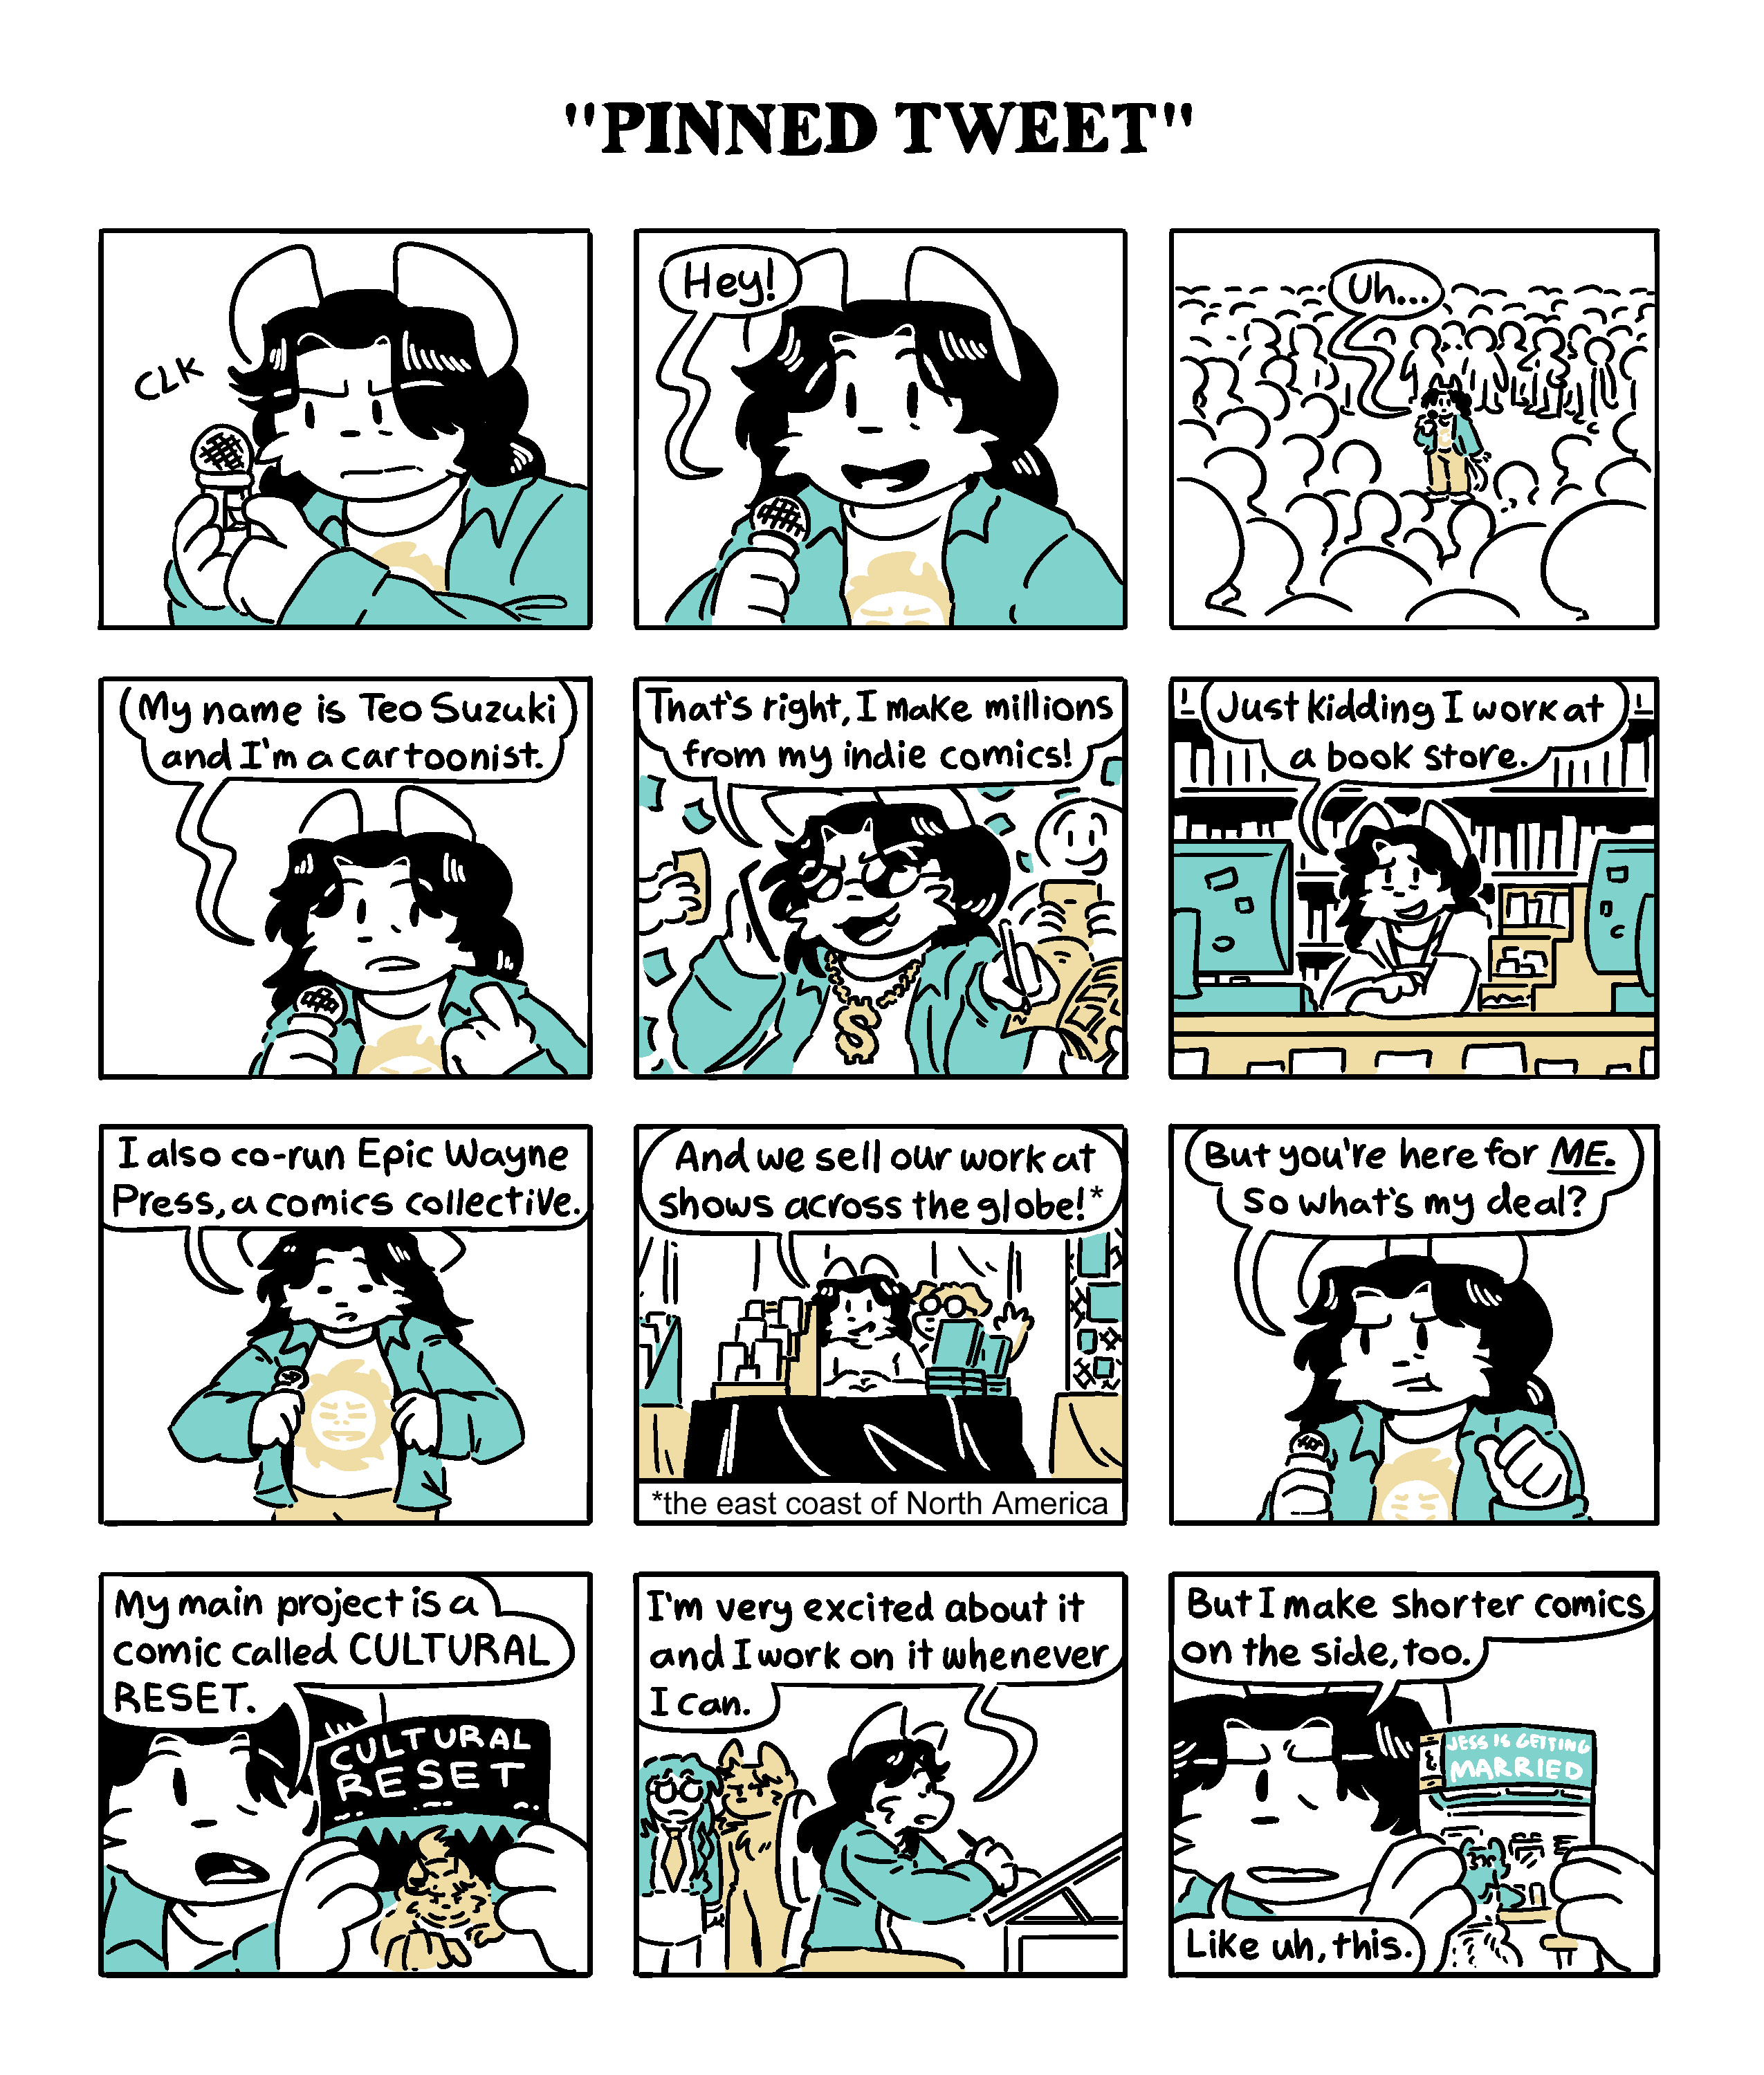 "PINNED TWEET"
CLK
Hey!
Uh...
My name is Teo Suzuki
and I'm a cartoonist.
That's right, I make millions
from my indie comics!
$
Just kidding I work at
a book store.
I also co-run Epic Wayne
Press, a comics collective.
And we sell our work at
shows across the globe!*
*the east coast of North America
But you're here for ME.
So what's my deal?
My main project is a
comic called CULTURAL
RESET.
CULTURAL
RESET
I'm very excited about it
and I work on it whenever
I can.
But I make shorter comics
on the side, too.
JESS IS GETTING
MARRIED
Like uh, this.